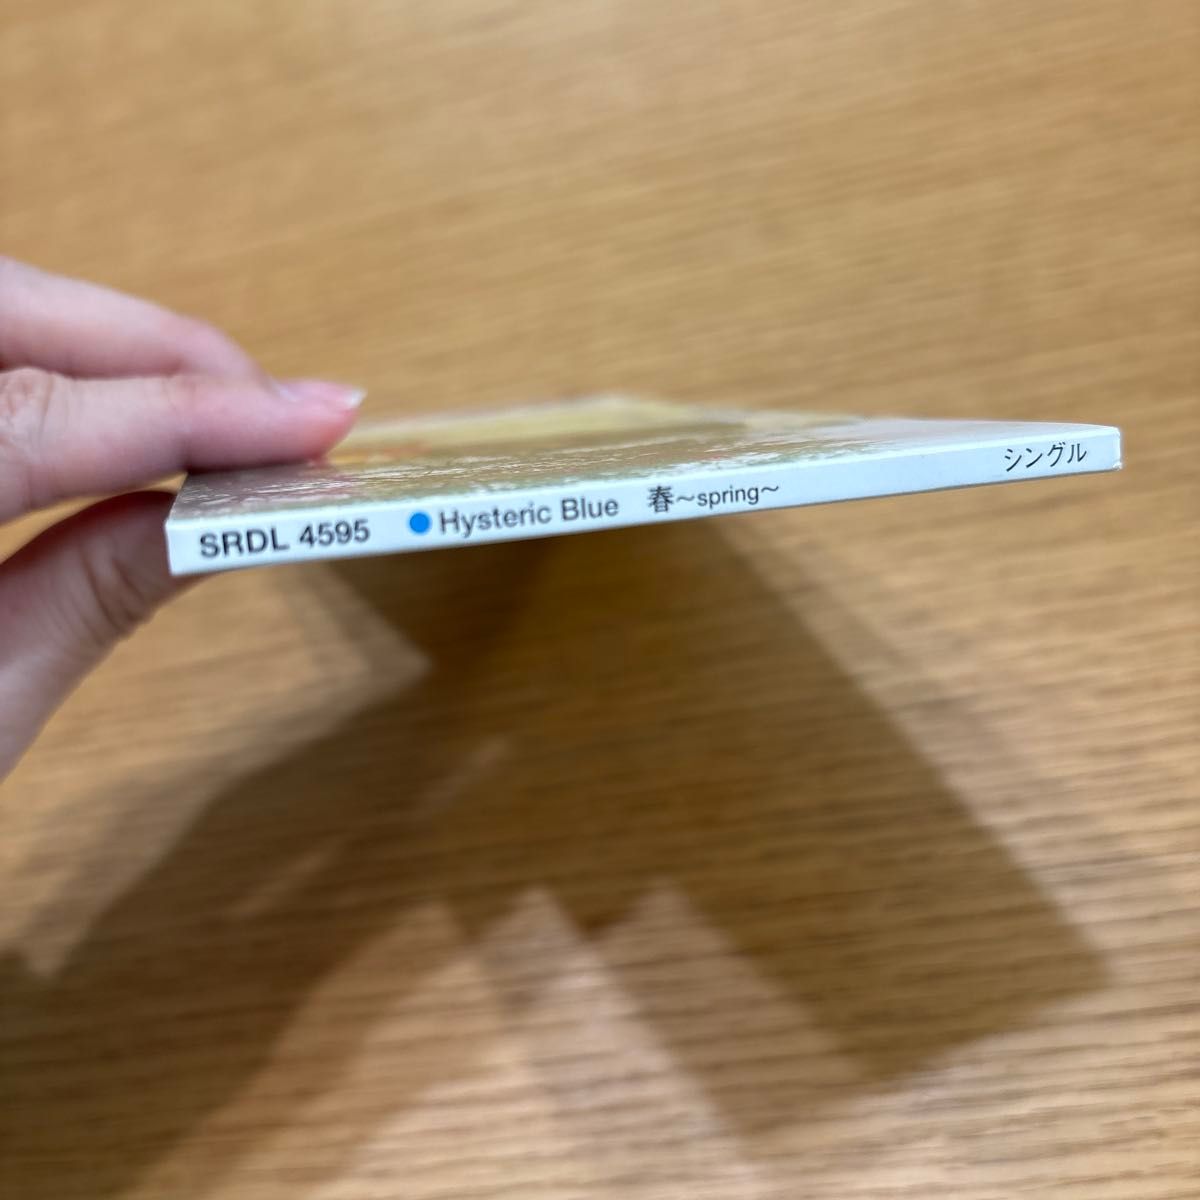 SRDL 4595 ●Hysteric Blue 春〜spring〜 シングル